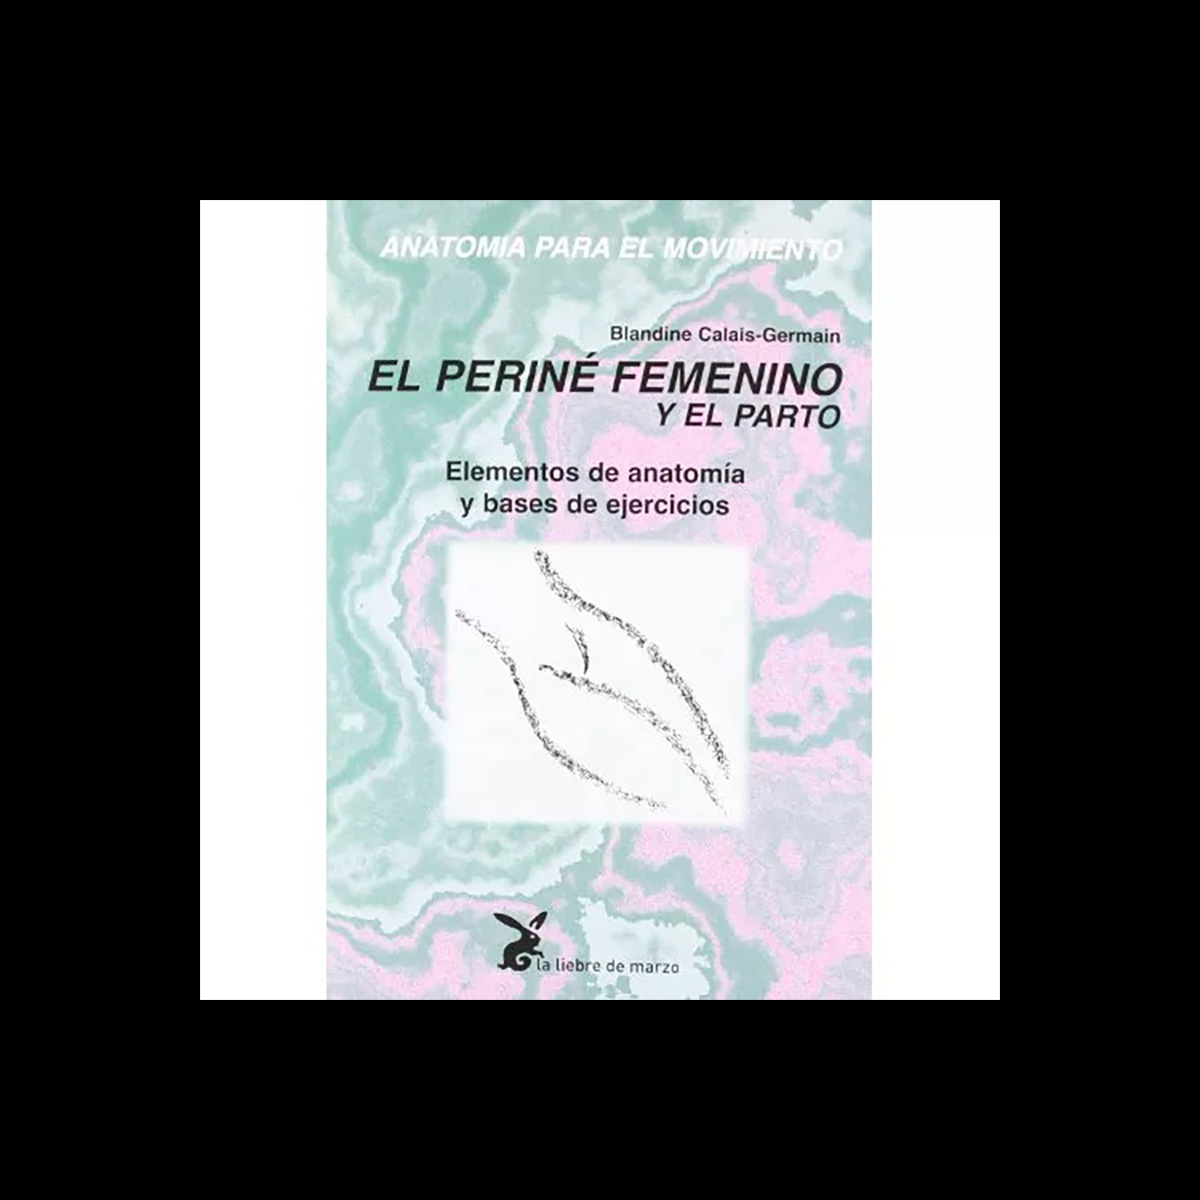 ANATOMIA PARA EL MOVIMIENTO
Blandine Calais-Germain
EL PERINÉ FEMENINO
Y EL PARTO
Elementos de anatomía
y bases de ejercicios
la liebre de marzo